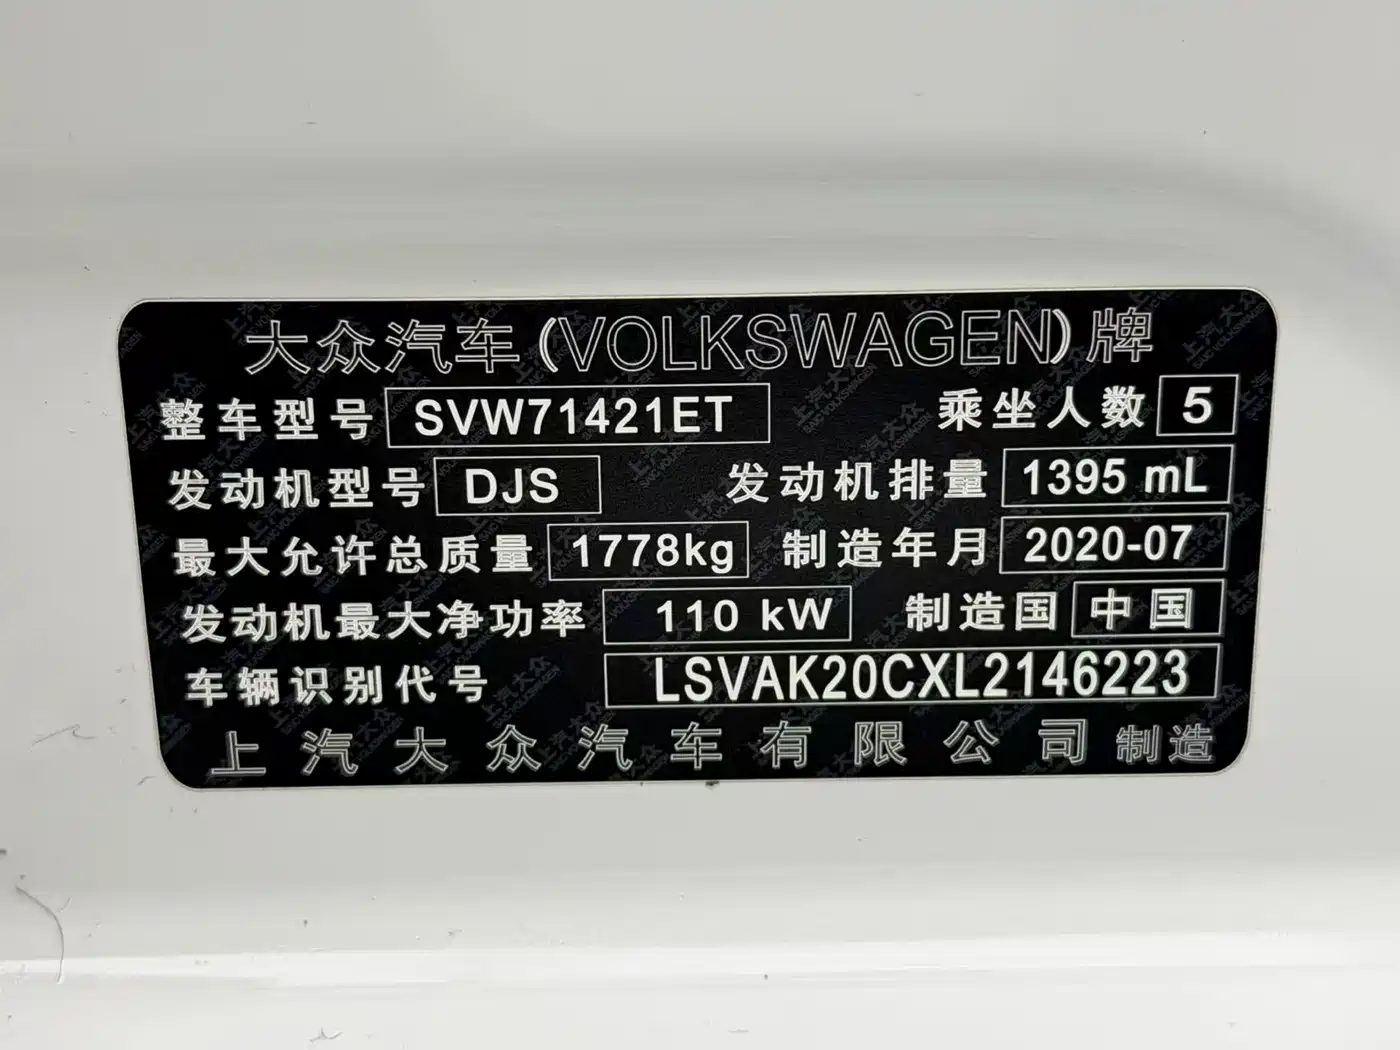 大众汽车(VOLKSWAGEN)牌
整车型号 SVW71421ET 乘坐人数 5
发动机型号 DJS 发动机排量 1395 mL
最大允许总质量 1778kg 制造年月 2020-07
发动机最大净功率 110 kW 制造国 中国
车辆识别代号 LSVAK20CXL2146223
上汽大众汽车有限公司 制造